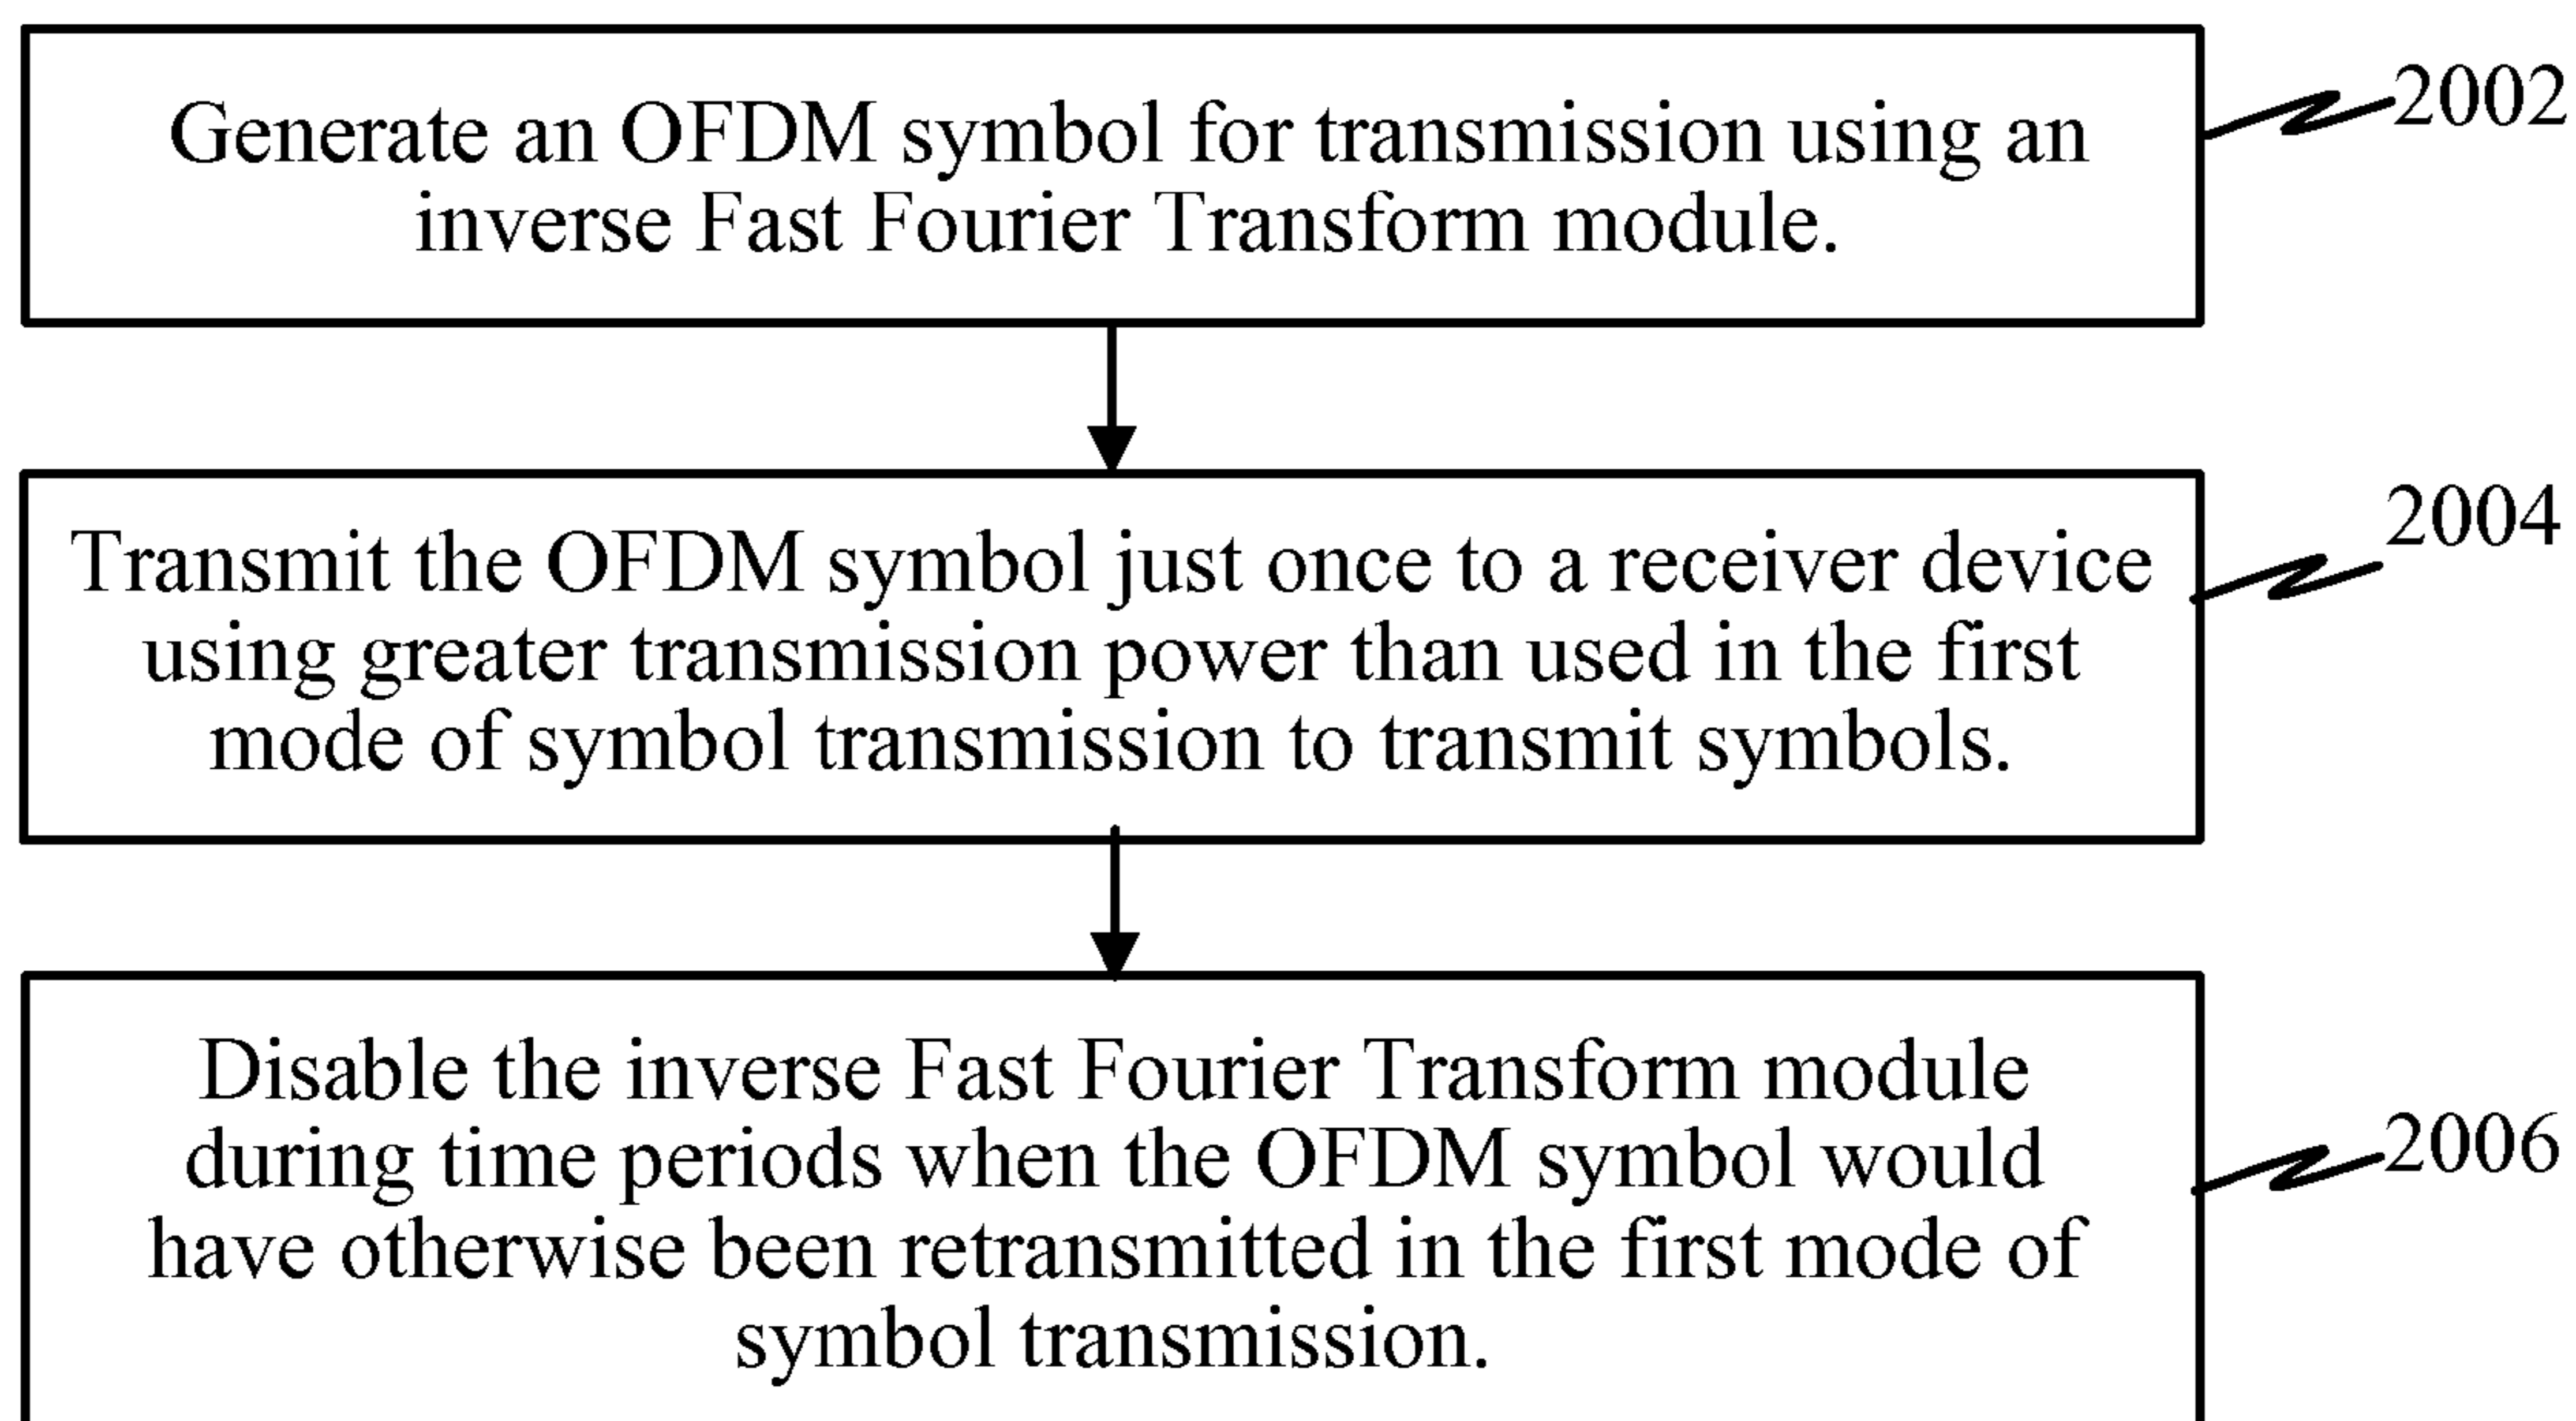 Generate an OFDM symbol for transmission using an
inverse Fast Fourier Transform module.
2002
Transmit the OFDM symbol just once to a receiver device
using greater transmission power than used in the first
mode of symbol transmission to transmit symbols.
2004
Disable the inverse Fast Fourier Transform module
during time periods when the OFDM symbol would
have otherwise been retransmitted in the first mode of
symbol transmission.
2006